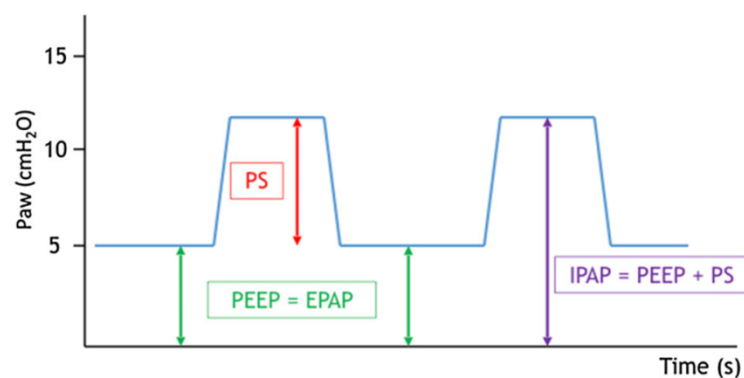 Paw (cmH₂O)
15
10
5
PS
PEEP = EPAP
IPAP = PEEP + PS
Time (s)